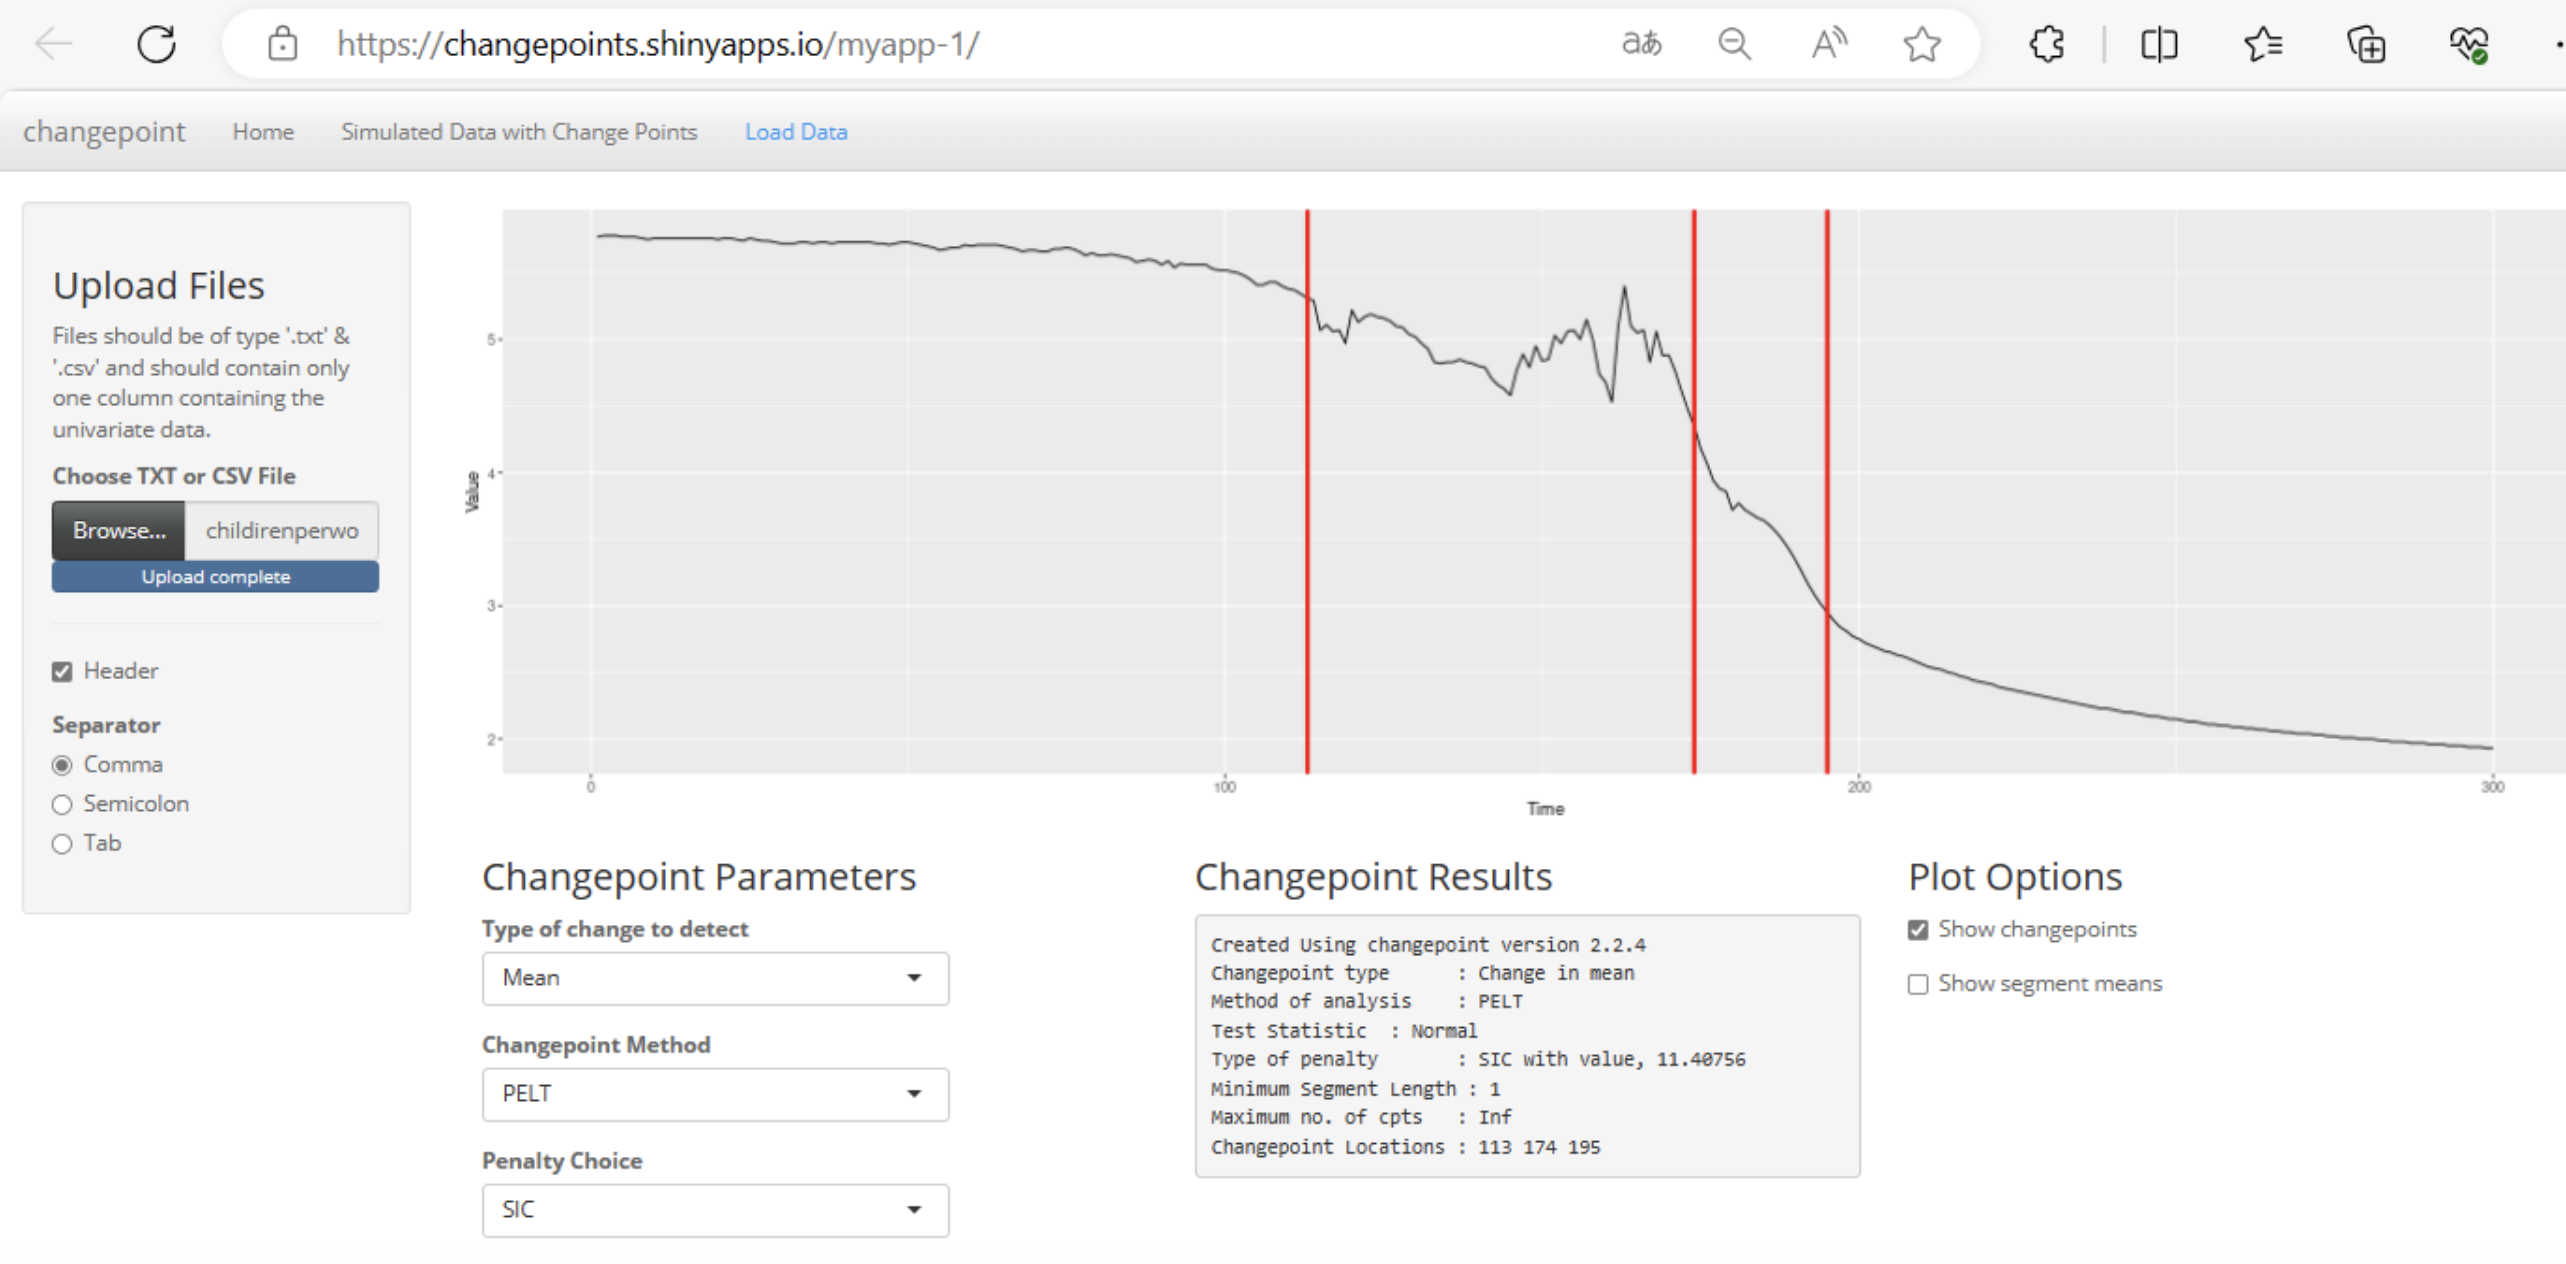 https://changepoints.shinyapps.io/myapp-1/
aあ
A
changepoint Home Simulated Data with Change Points Load Data
Upload Files
Files should be of type '.txt' &
'.csv' and should contain only
one column containing the
univariate data.
Choose TXT or CSV File
Browse... childirenperwo
Upload complete
Header
Separator
Comma
Semicolon
Tab
Value
5
4
3
2
0 100 200 300
Time
Changepoint Parameters
Type of change to detect
Mean
Changepoint Method
PELT
Penalty Choice
SIC
Changepoint Results
Created Using changepoint version 2.2.4
Changepoint type : Change in mean
Method of analysis : PELT
Test Statistic : Normal
Type of penalty : SIC with value, 11.40756
Minimum Segment Length : 1
Maximum no. of cpts : Inf
Changepoint Locations : 113 174 195
Plot Options
Show changepoints
Show segment means